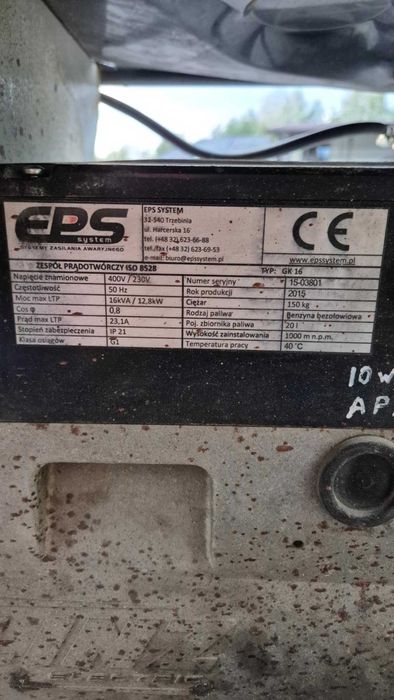 EPS
system
SYSTEMY ZASILANIA AWARYJNEGO
EPS SYSTEM
32-540 Trzebinia
ul. Harcerska 16
tel. (+48 32) 623-66-88
tel./fax (+48 32) 623-69-53
e-mail: biuro@epssystem.pl
CE
www.epssystem.pl
ZESPÓŁ PRĄDOTWÓRCZY ISO 8528 TYP: GK 16
Napięcie znamionowe 400V / 230V Numer seryjny 15-03801
Częstotliwość 50 Hz Rok produkcji 2015
Moc max LTP 16kVA / 12,8kW Ciężar 150 kg
Cos φ 0,8 Rodzaj paliwa Benzyna bezołowiowa
Prąd max LTP 23,1A Poj. zbiornika paliwa 20 l
Stopień zabezpieczenia IP 21 Wysokość zainstalowania 1000 m n.p.m.
Klasa osiągów G1 Temperatura pracy 40 °C
10 W
AP